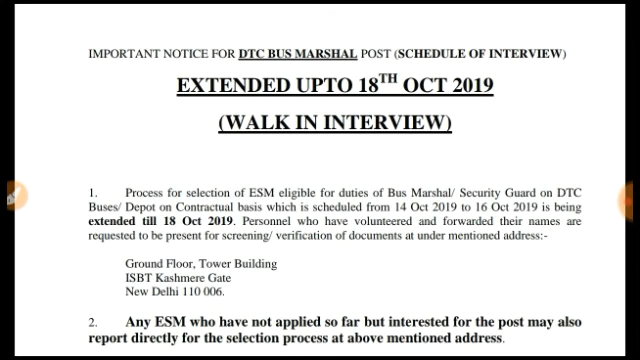 IMPORTANT NOTICE FOR DTC BUS MARSHAL POST (SCHEDULE OF INTERVIEW)
EXTENDED UPTO 18TH OCT 2019
(WALK IN INTERVIEW)
1. Process for selection of ESM eligible for duties of Bus Marshal/ Security Guard on DTC
Buses/ Depot on Contractual basis which is scheduled from 14 Oct 2019 to 16 Oct 2019 is being
extended till 18 Oct 2019. Personnel who have volunteered and forwarded their names are
requested to be present for screening/ verification of documents at under mentioned address:-
Ground Floor, Tower Building
ISBT Kashmere Gate
New Delhi 110 006.
2. Any ESM who have not applied so far but interested for the post may also
report directly for the selection process at above mentioned address.